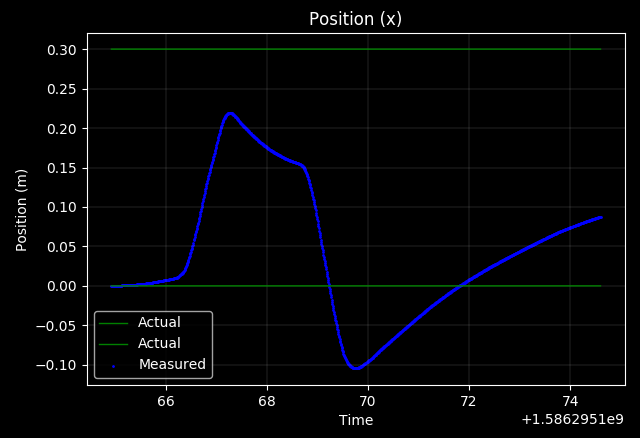 Position (x)
0.30
0.25
0.20
0.15
0.10
0.05
0.00
−0.05
−0.10
Position (m)
Actual
Actual
Measured
66 68 70 72 74
Time
+1.5862951e9